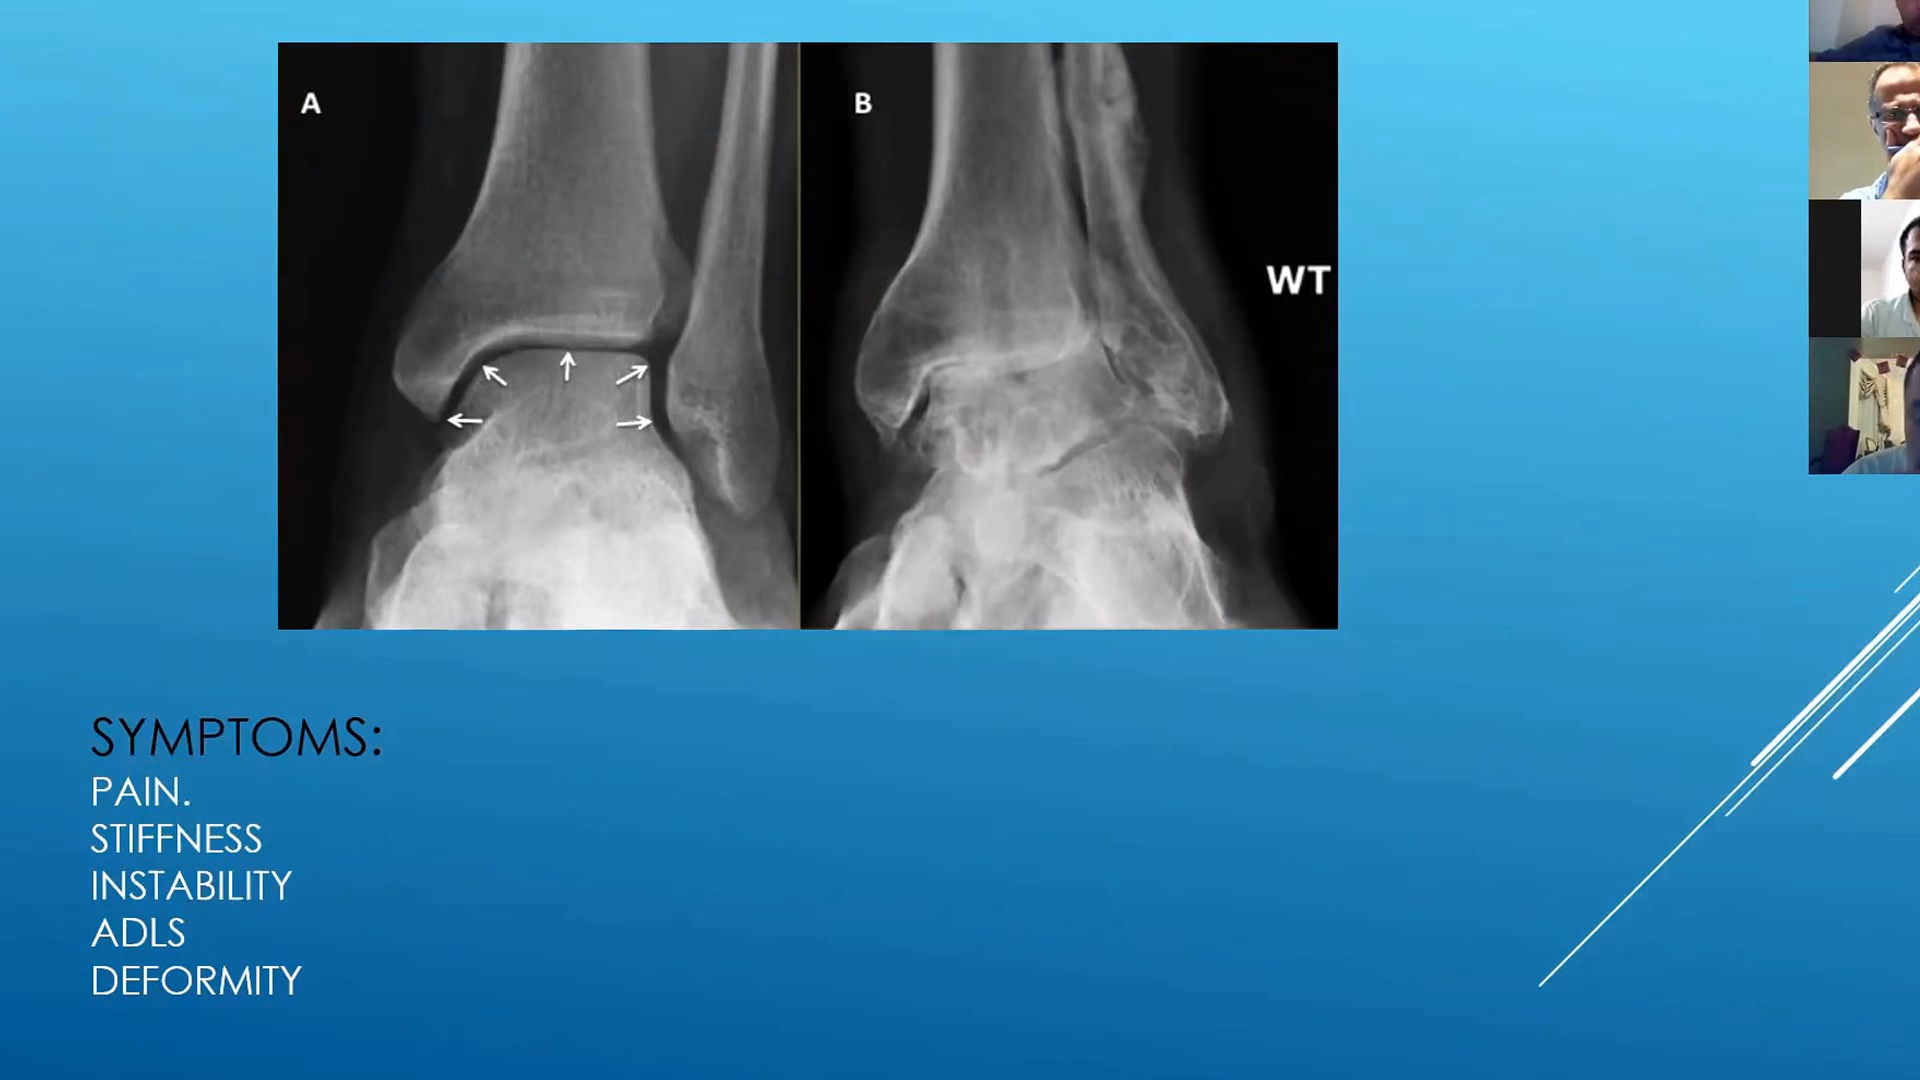 A
B
WT
SYMPTOMS:
PAIN.
STIFFNESS
INSTABILITY
ADLS
DEFORMITY